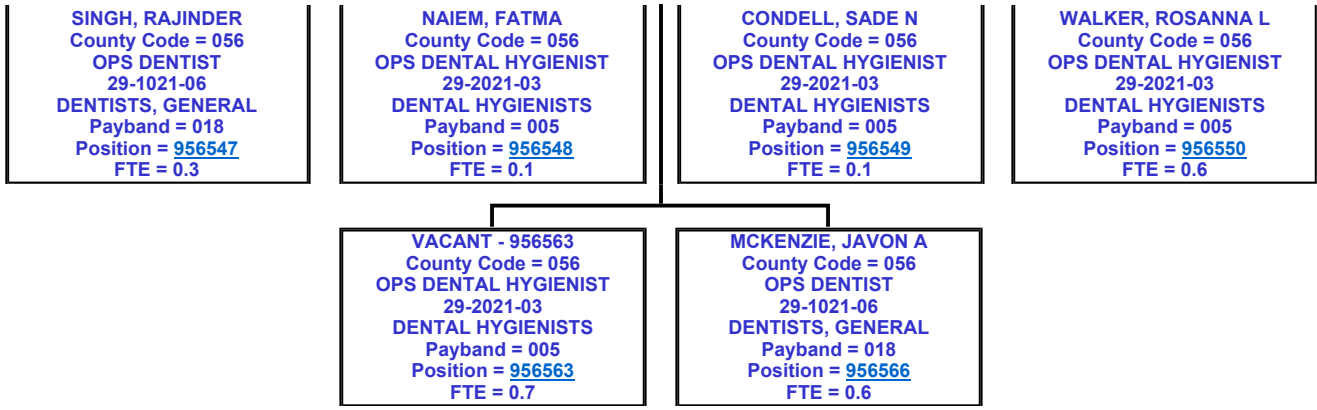 SINGH, RAJINDER
County Code = 056
OPS DENTIST
29-1021-06
DENTISTS, GENERAL
Payband = 018
Position = 956547
FTE = 0.3
NAIEM, FATMA
County Code = 056
OPS DENTAL HYGIENIST
29-2021-03
DENTAL HYGIENISTS
Payband = 005
Position = 956548
FTE = 0.1
CONDELL, SADE N
County Code = 056
OPS DENTAL HYGIENIST
29-2021-03
DENTAL HYGIENISTS
Payband = 005
Position = 956549
FTE = 0.1
WALKER, ROSANNA L
County Code = 056
OPS DENTAL HYGIENIST
29-2021-03
DENTAL HYGIENISTS
Payband = 005
Position = 956550
FTE = 0.6
VACANT - 956563
County Code = 056
OPS DENTAL HYGIENIST
29-2021-03
DENTAL HYGIENISTS
Payband = 005
Position = 956563
FTE = 0.7
MCKENZIE, JAVON A
County Code = 056
OPS DENTIST
29-1021-06
DENTISTS, GENERAL
Payband = 018
Position = 956566
FTE = 0.6